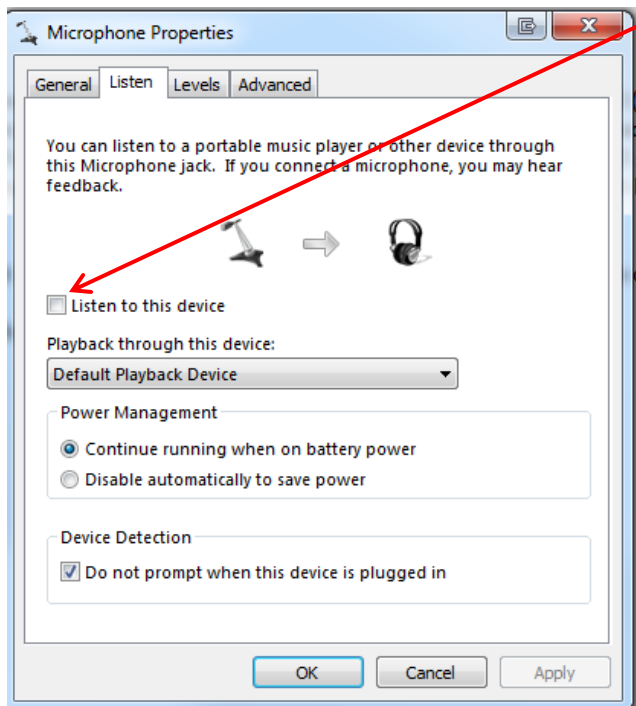 Microphone Properties
General Listen Levels Advanced
You can listen to a portable music player or other device through
this Microphone jack. If you connect a microphone, you may hear
feedback.
Listen to this device
Playback through this device:
Default Playback Device
Power Management
Continue running when on battery power
Disable automatically to save power
Device Detection
Do not prompt when this device is plugged in
OK Cancel Apply